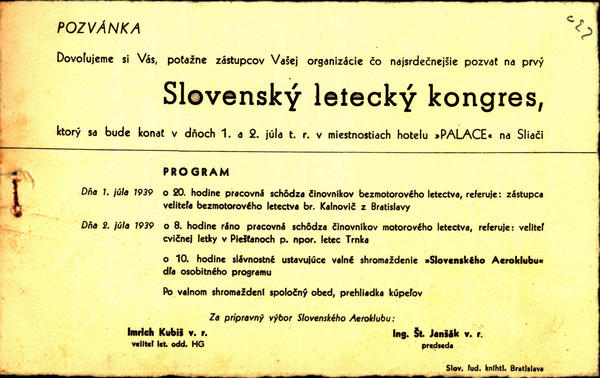 POZVÁNKA
Dovoľujeme si Vás, poťažne zástupcov Vašej organizácie čo najsrdečnejšie pozvať na prvý
Slovenský letecký kongres,
ktorý sa bude konať v dňoch 1. a 2. júla t. r. v miestnostiach hotelu »PALACE« na Sliači
PROGRAM
Dňa 1. júla 1939 o 20. hodine pracovná schôdza činovníkov bezmotorového letectva, referuje: zástupca
veliteľa bezmotorového letectva br. Kalnovič z Bratislavy
Dňa 2. júla 1939 o 8. hodine ráno pracovná schôdza činovníkov motorového letectva, referuje: veliteľ
cvičnej letky v Piešťanoch p. npor. letec Trnka
o 10. hodine slávnostné ustavujúce valné shromaždenie »Slovenského Aeroklubu«
dľa osobitného programu
Po valnom shromaždení spoločný obed, prehliadka kúpeľov
Za prípravný výbor Slovenského Aeroklubu:
Imrich Kubiš v. r.
veliteľ let. odd. HG
Ing. Št. Janšák v. r.
predseda
Slov. ľud. kníhtl. Bratislava